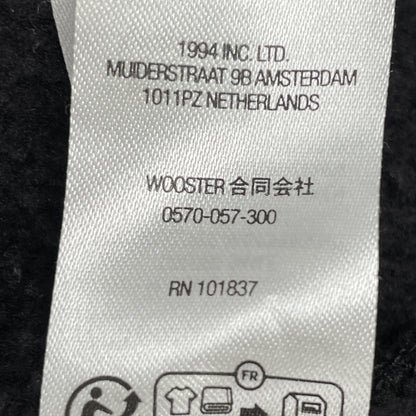 1994 INC. LTD.
MUIDERSTRAAT 9B AMSTERDAM
1011PZ NETHERLANDS
WOOSTER 合同会社
0570-057-300
RN 101837
FR